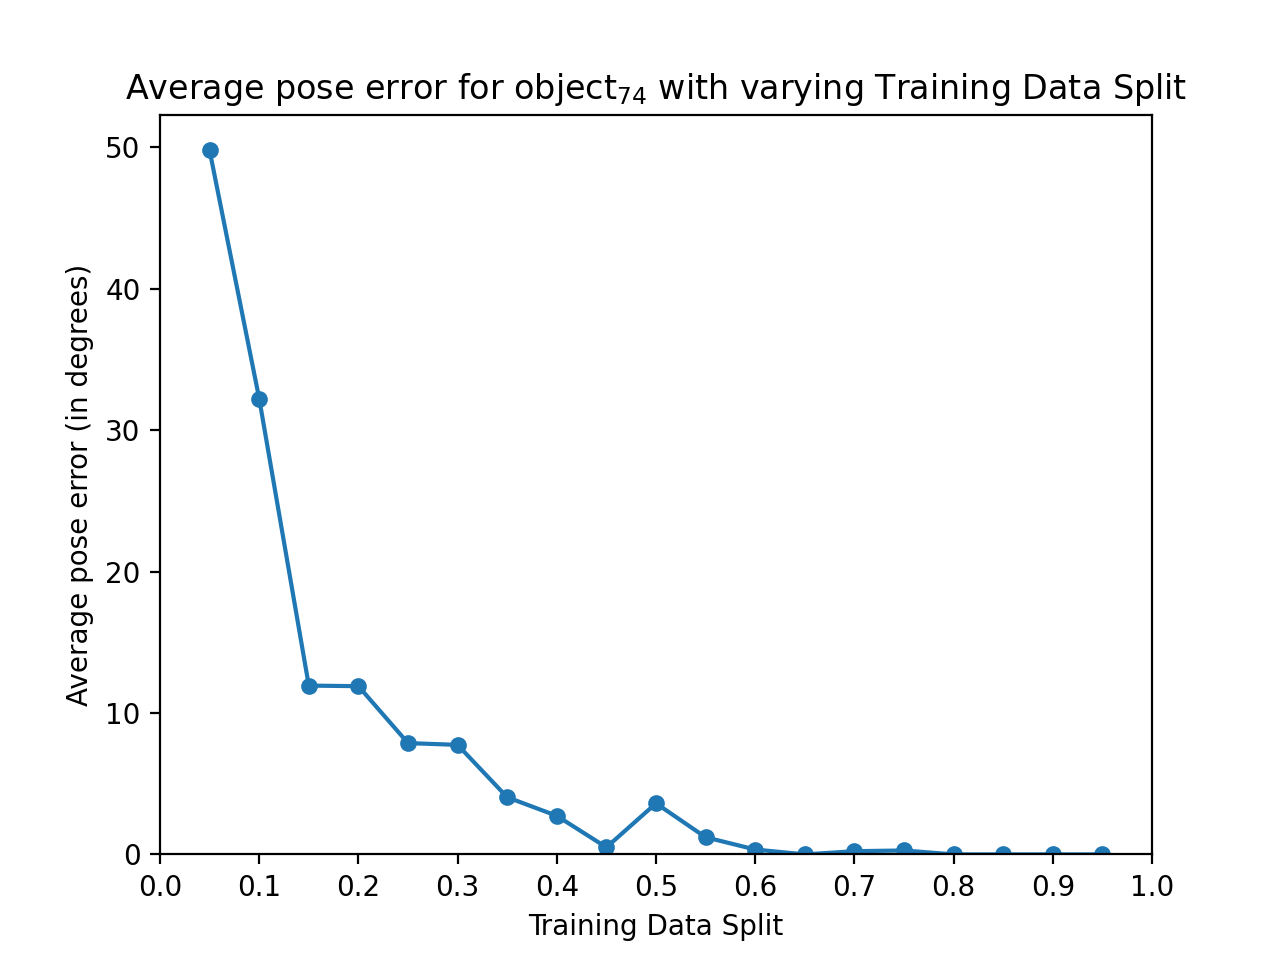 Average pose error for object₇₄ with varying Training Data Split
Average pose error (in degrees)
50
40
30
20
10
0
0.0 0.1 0.2 0.3 0.4 0.5 0.6 0.7 0.8 0.9 1.0
Training Data Split